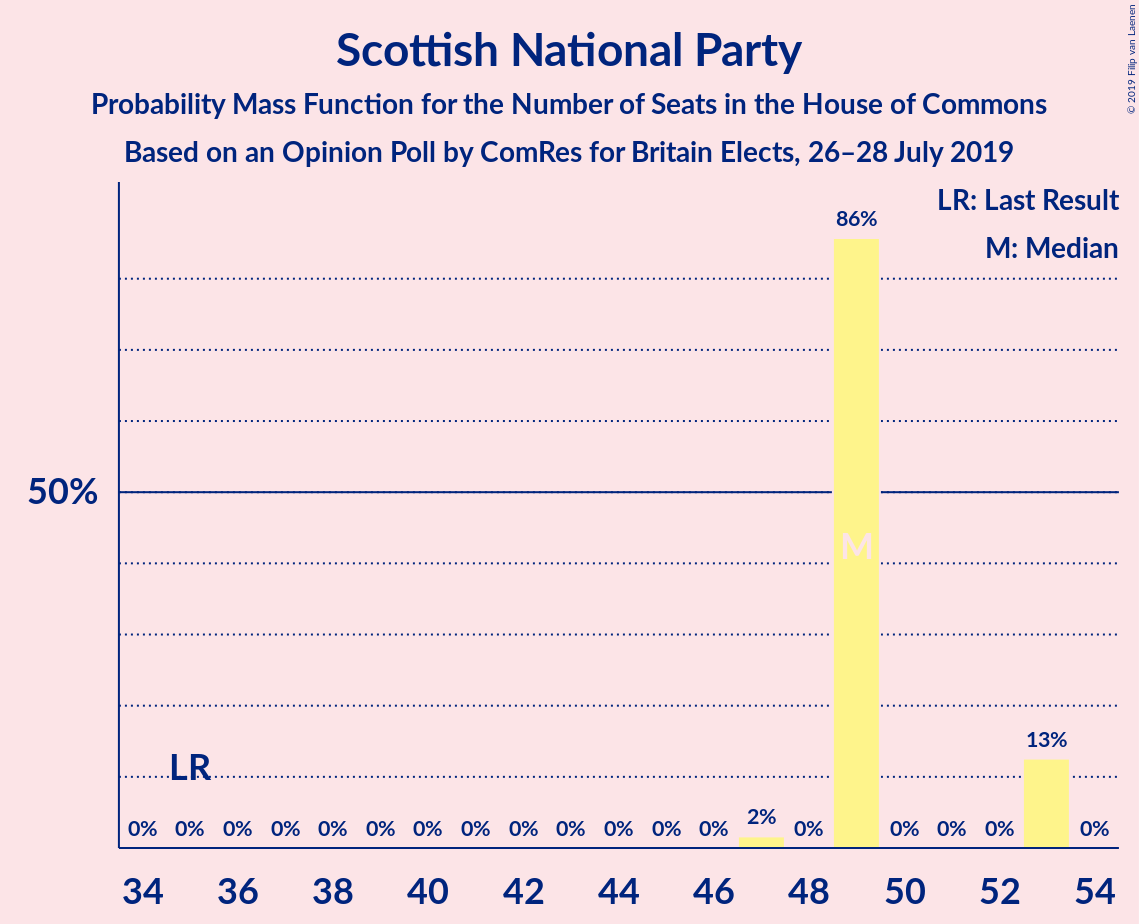 Scottish National Party
Probability Mass Function for the Number of Seats in the House of Commons
Based on an Opinion Poll by ComRes for Britain Elects, 26–28 July 2019
© 2019 Filip van Laenen
LR: Last Result
M: Median
86%
50%
M
13%
LR
2%
0% 0% 0% 0% 0% 0% 0% 0% 0% 0% 0% 0% 0% 0% 0% 0% 0% 0%
34 36 38 40 42 44 46 48 50 52 54